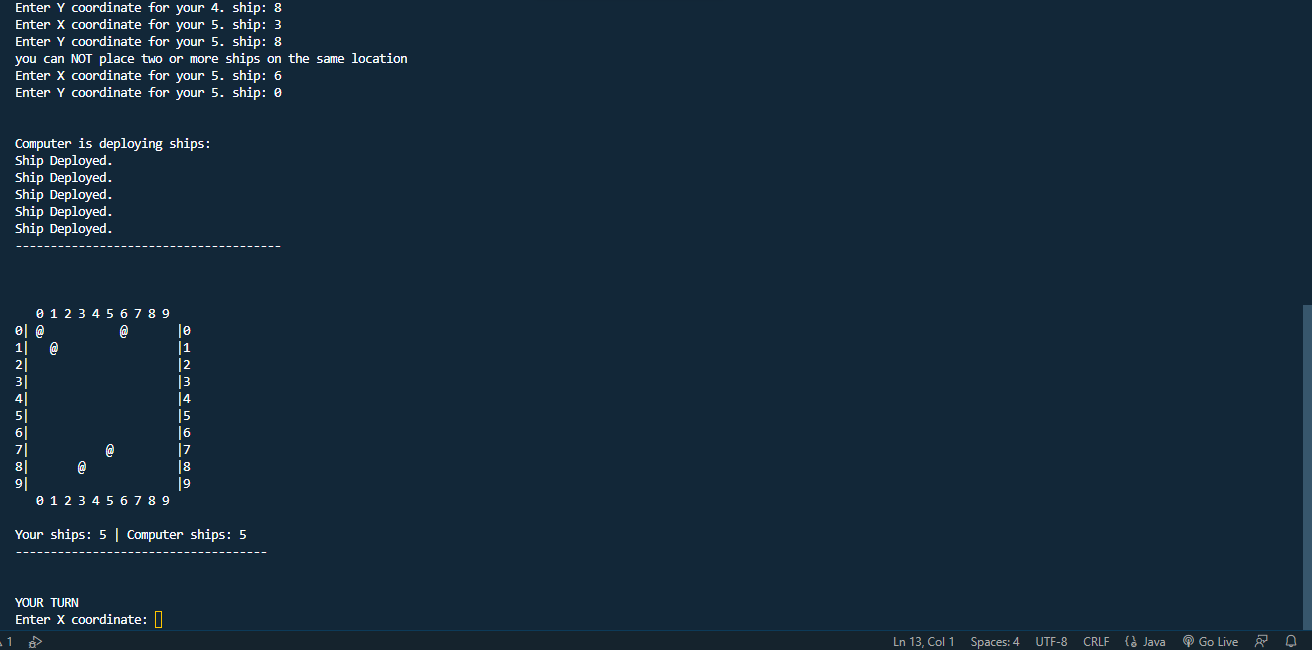 Enter Y coordinate for your 4. ship: 8
Enter X coordinate for your 5. ship: 3
Enter Y coordinate for your 5. ship: 8
you can NOT place two or more ships on the same location
Enter X coordinate for your 5. ship: 6
Enter Y coordinate for your 5. ship: 0
Computer is deploying ships:
Ship Deployed.
Ship Deployed.
Ship Deployed.
Ship Deployed.
Ship Deployed.
--------------------------------------
   0 1 2 3 4 5 6 7 8 9
0| @           @       |0
1|   @                 |1
2|                     |2
3|                     |3
4|                     |4
5|                     |5
6|                     |6
7|           @         |7
8|       @             |8
9|                     |9
   0 1 2 3 4 5 6 7 8 9
Your ships: 5 | Computer ships: 5
------------------------------------
YOUR TURN
Enter X coordinate:
1 Ln 13, Col 1 Spaces: 4 UTF-8 CRLF Java Go Live